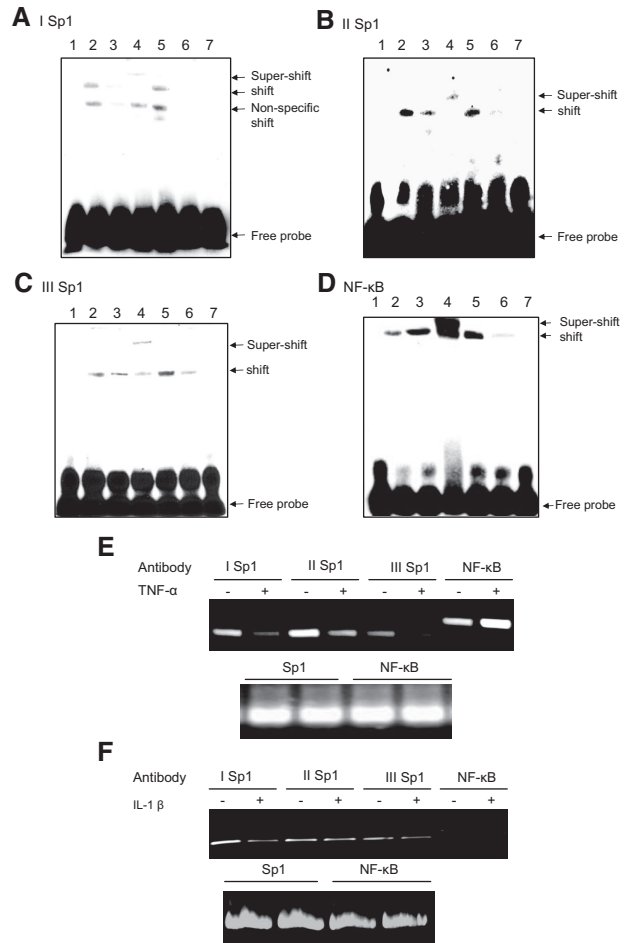 A I Sp1
1 2 3 4 5 6 7
Super-shift
shift
Non-specific
shift
Free probe
B II Sp1
1 2 3 4 5 6 7
Super-shift
shift
Free probe
C III Sp1
1 2 3 4 5 6 7
Super-shift
shift
Free probe
D NF-κB
1 2 3 4 5 6 7
Super-shift
shift
Free probe
E
Antibody I Sp1 II Sp1 III Sp1 NF-κB
TNF-α - + - + - + - +
Sp1 NF-κB
F
Antibody I Sp1 II Sp1 III Sp1 NF-κB
IL-1 β - + - + - + - +
Sp1 NF-κB